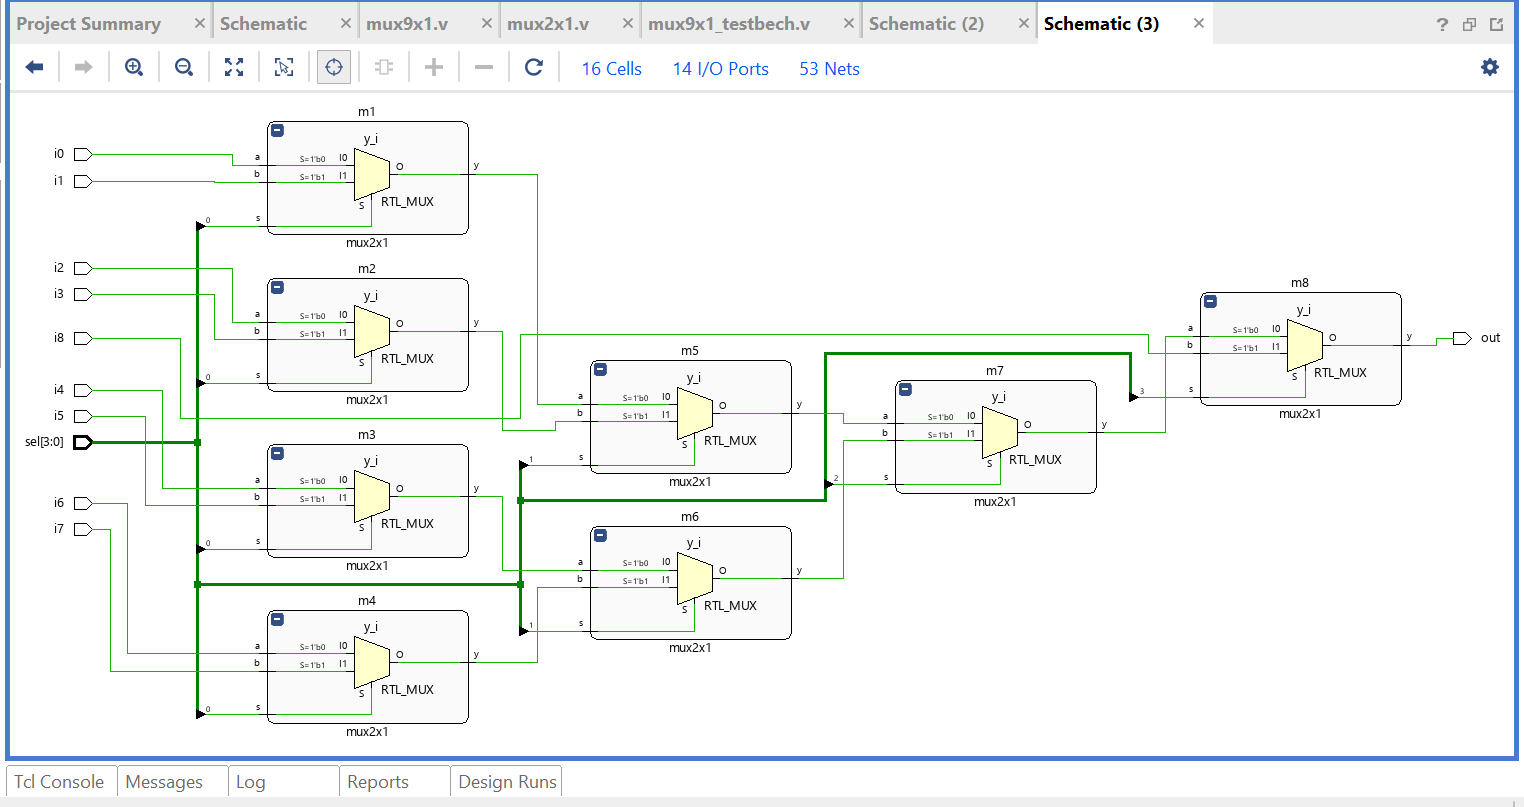 Project Summary × Schematic × mux9x1.v × mux2x1.v × mux9x1_testbech.v × Schematic (2) × Schematic (3) × ?
16 Cells 14 I/O Ports 53 Nets
m1
y_i
i0 a S=1'b0 I0 O y
i1 b S=1'b1 I1
S RTL_MUX
0 s
mux2x1
i2 m2
i3 y_i
a S=1'b0 I0 O y
b S=1'b1 I1
i8 S RTL_MUX
0 s
mux2x1
m8
y_i
a S=1'b0 I0 O y out
b S=1'b1 I1
S RTL_MUX
3 s
mux2x1
i4
i5
sel[3:0]
m5
y_i
a S=1'b0 I0 O y
b S=1'b1 I1
S RTL_MUX
1 s
mux2x1
m7
y_i
a S=1'b0 I0 O y
b S=1'b1 I1
S RTL_MUX
2 s
mux2x1
m3
y_i
a S=1'b0 I0 O y
b S=1'b1 I1
S RTL_MUX
0 s
mux2x1
i6
i7
m6
y_i
a S=1'b0 I0 O y
b S=1'b1 I1
S RTL_MUX
1 s
mux2x1
m4
y_i
a S=1'b0 I0 O y
b S=1'b1 I1
S RTL_MUX
0 s
mux2x1
Tcl Console Messages Log Reports Design Runs